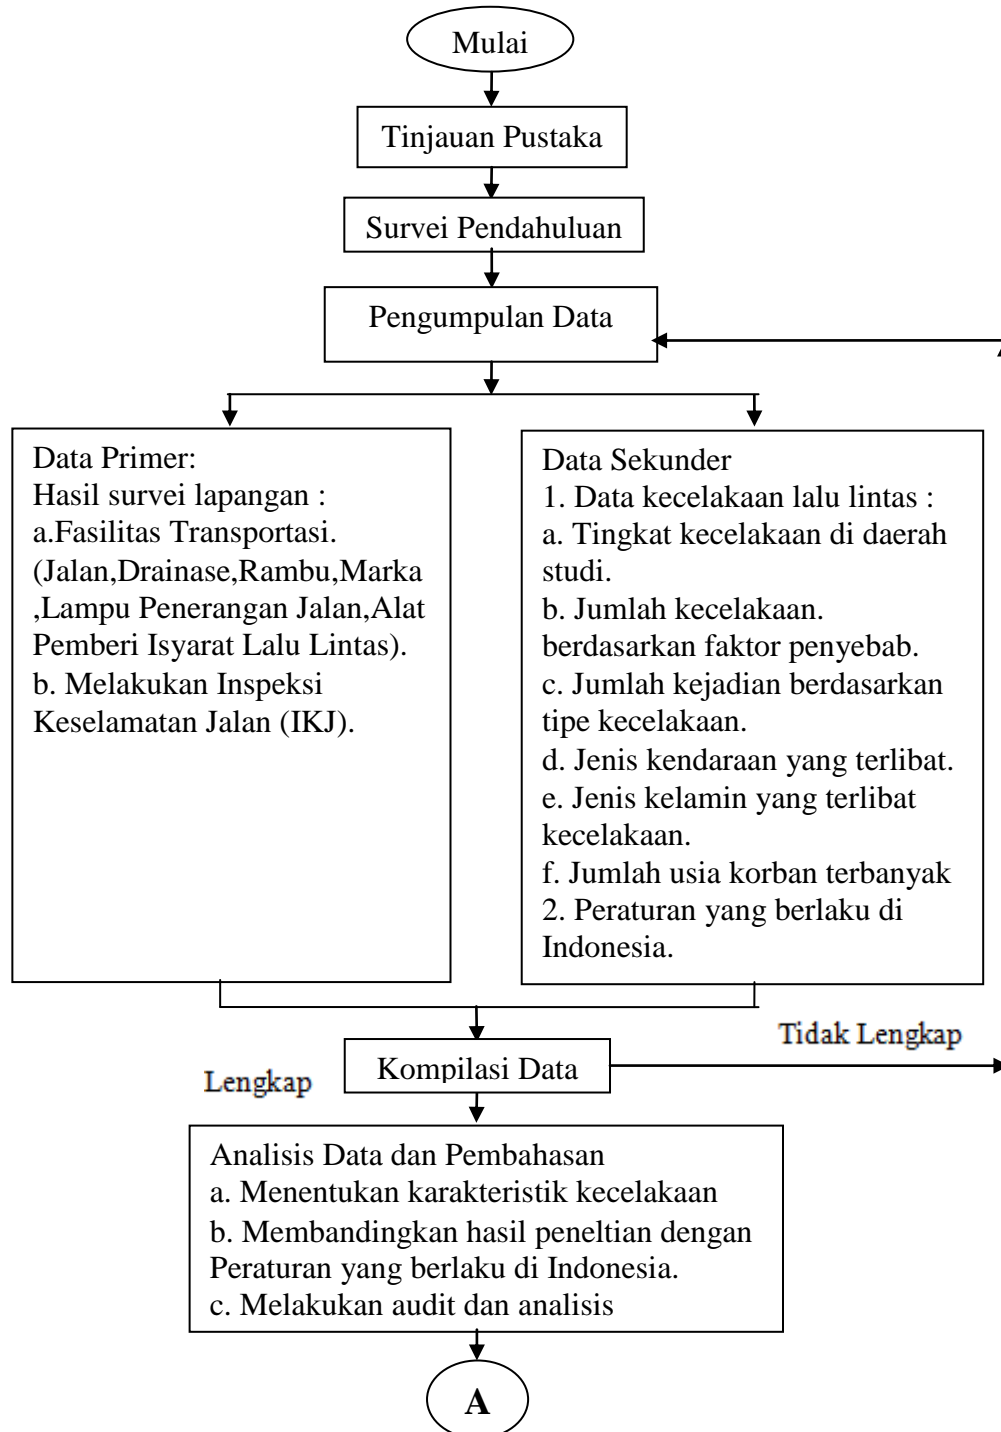 Mulai
Tinjauan Pustaka
Survei Pendahuluan
Pengumpulan Data
Data Primer:
Hasil survei lapangan :
a.Fasilitas Transportasi.
(Jalan,Drainase,Rambu,Marka
,Lampu Penerangan Jalan,Alat
Pemberi Isyarat Lalu Lintas).
b. Melakukan Inspeksi
Keselamatan Jalan (IKJ).
Data Sekunder
1. Data kecelakaan lalu lintas :
a. Tingkat kecelakaan di daerah
studi.
b. Jumlah kecelakaan.
berdasarkan faktor penyebab.
c. Jumlah kejadian berdasarkan
tipe kecelakaan.
d. Jenis kendaraan yang terlibat.
e. Jenis kelamin yang terlibat
kecelakaan.
f. Jumlah usia korban terbanyak
2. Peraturan yang berlaku di
Indonesia.
Tidak Lengkap
Kompilasi Data
Lengkap
Analisis Data dan Pembahasan
a. Menentukan karakteristik kecelakaan
b. Membandingkan hasil peneltian dengan
Peraturan yang berlaku di Indonesia.
c. Melakukan audit dan analisis
A